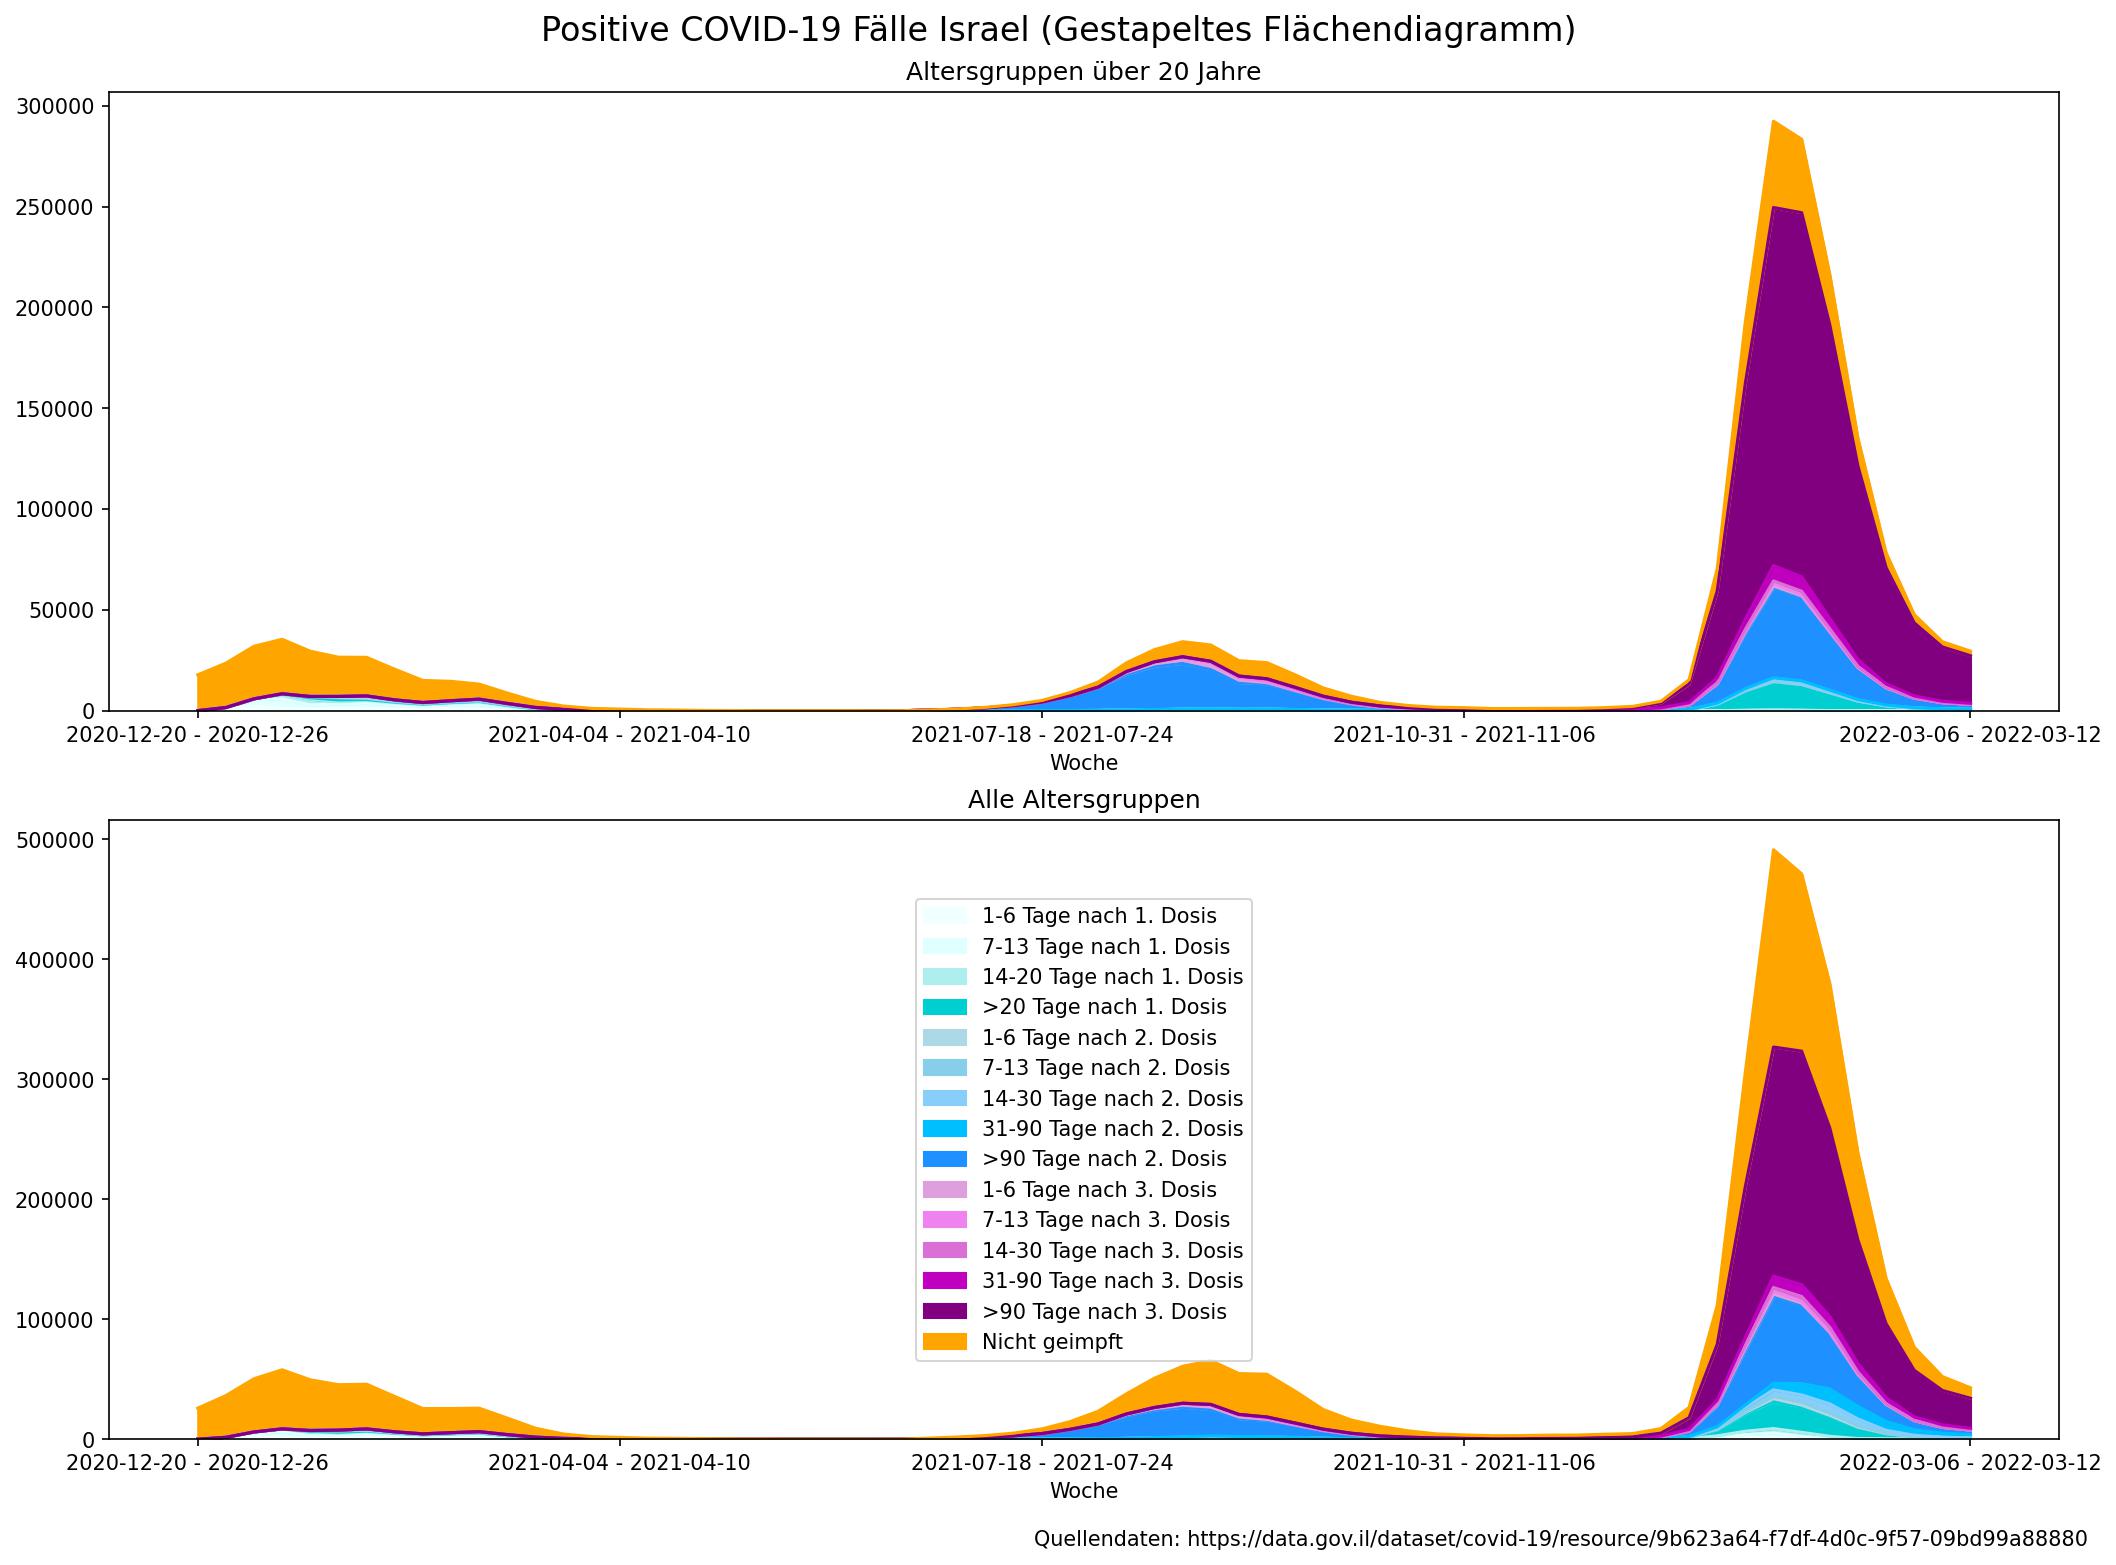 Positive COVID-19 Fälle Israel (Gestapeltes Flächendiagramm)
Altersgruppen über 20 Jahre
300000
250000
200000
150000
100000
50000
0
2020-12-20 - 2020-12-26
2021-04-04 - 2021-04-10
2021-07-18 - 2021-07-24
2021-10-31 - 2021-11-06
2022-03-06 - 2022-03-12
Woche
Alle Altersgruppen
500000
400000
300000
200000
100000
0
1-6 Tage nach 1. Dosis
7-13 Tage nach 1. Dosis
14-20 Tage nach 1. Dosis
>20 Tage nach 1. Dosis
1-6 Tage nach 2. Dosis
7-13 Tage nach 2. Dosis
14-30 Tage nach 2. Dosis
31-90 Tage nach 2. Dosis
>90 Tage nach 2. Dosis
1-6 Tage nach 3. Dosis
7-13 Tage nach 3. Dosis
14-30 Tage nach 3. Dosis
31-90 Tage nach 3. Dosis
>90 Tage nach 3. Dosis
Nicht geimpft
2020-12-20 - 2020-12-26
2021-04-04 - 2021-04-10
2021-07-18 - 2021-07-24
2021-10-31 - 2021-11-06
2022-03-06 - 2022-03-12
Woche
Quellendaten: https://data.gov.il/dataset/covid-19/resource/9b623a64-f7df-4d0c-9f57-09bd99a88880